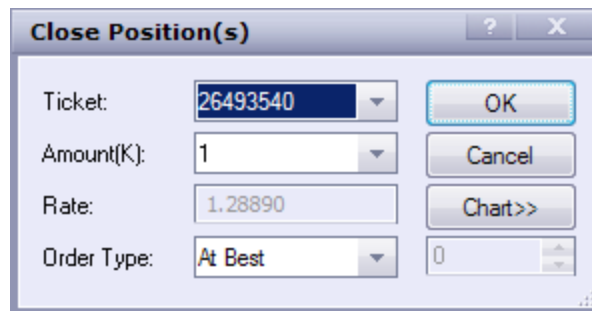 Close Position(s)
? X
Ticket: 26493540 OK
Amount(K): 1 Cancel
Rate: 1.28890 Chart>>
Order Type: At Best 0